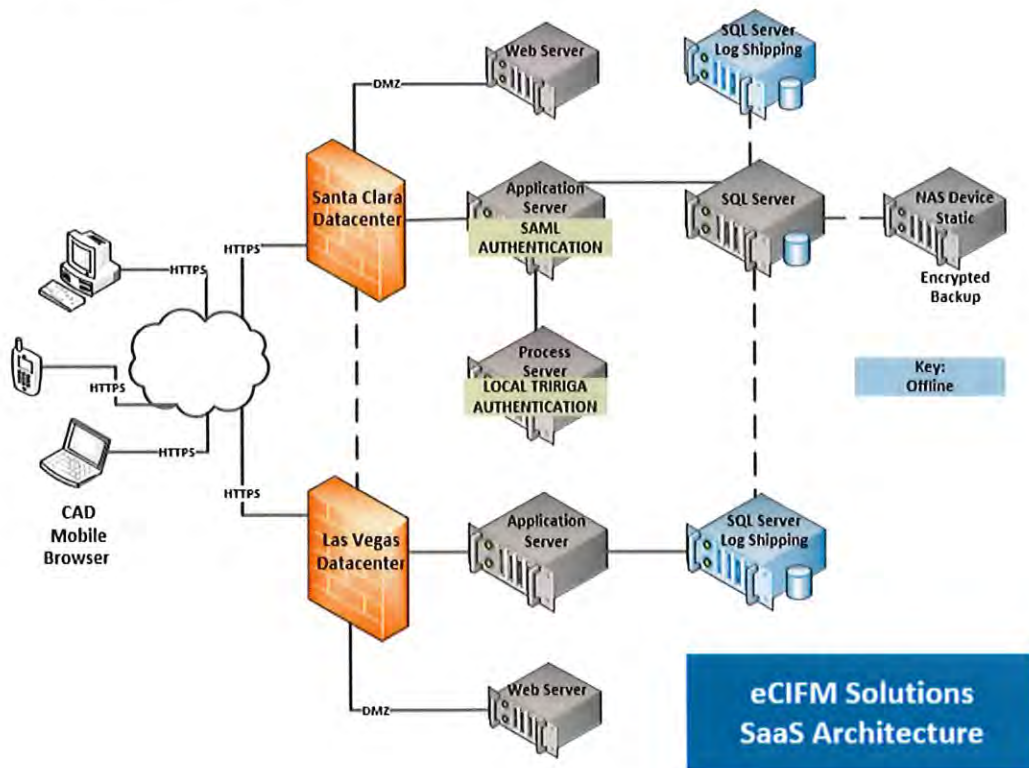 Web Server
SQL Server
Log Shipping
DMZ
Santa Clara
Datacenter
Application
Server
SAML
AUTHENTICATION
SQL Server
NAS Device
Static
Encrypted
Backup
HTTPS
HTTPS
HTTPS
HTTPS
HTTPS
CAD
Mobile
Browser
Process
Server
LOCAL TRIRIGA
AUTHENTICATION
Key:
Offline
Las Vegas
Datacenter
Application
Server
SQL Server
Log Shipping
DMZ
Web Server
eCIFM Solutions
SaaS Architecture